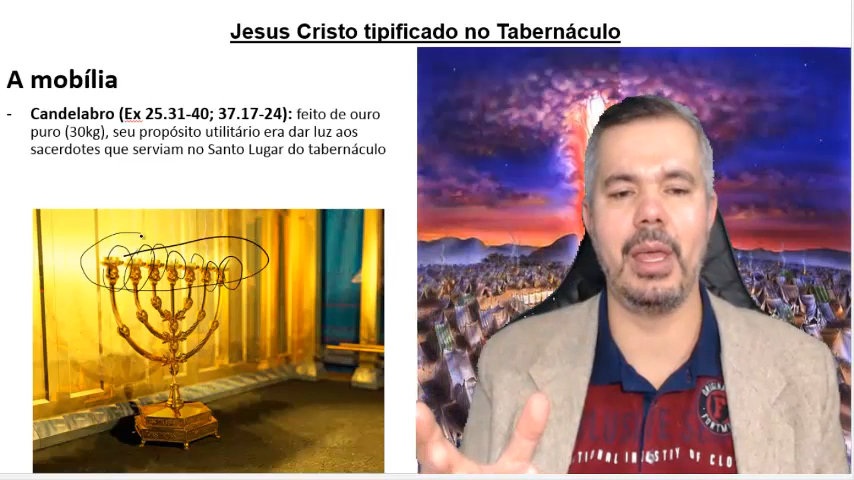 Jesus Cristo tipificado no Tabernáculo
A mobília
- Candelabro (Ex 25.31-40; 37.17-24): feito de ouro
puro (30kg), seu propósito utilitário era dar luz aos
sacerdotes que serviam no Santo Lugar do tabernáculo